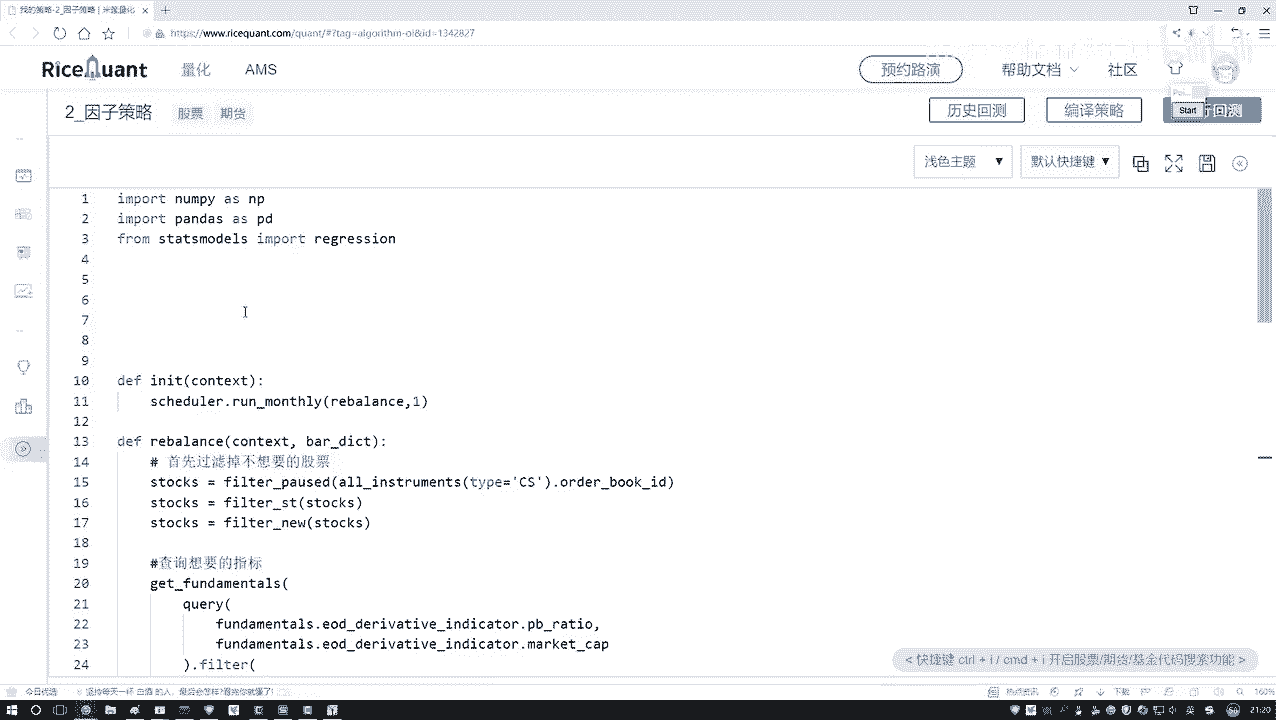 我的策略-2_因子策略 | 米筐量化
https://www.ricequant.com/quant/#?tag=algorithm-ol&id=1342827
RiceQuant 量化 AMS 预约路演 帮助文档 社区
2_因子策略 股票 期货 历史回测 编译策略 回测
Start
浅色主题 默认快捷键
1 import numpy as np
2 import pandas as pd
3 from statsmodels import regression
4
5
6
7
8
9
10 def init(context):
11 scheduler.run_monthly(rebalance,1)
12
13 def rebalance(context, bar_dict):
14 # 首先过滤掉不想要的股票
15 stocks = filter_paused(all_instruments(type='CS').order_book_id)
16 stocks = filter_st(stocks)
17 stocks = filter_new(stocks)
18
19 #查询想要的指标
20 get_fundamentals(
21 query(
22 fundamentals.eod_derivative_indicator.pb_ratio,
23 fundamentals.eod_derivative_indicator.market_cap
24 ).filter(
< 快捷键 ctrl + i / cmd + i 开启股票/期货/基金代码搜索功能 >
今日优选
下载
100%
21:20